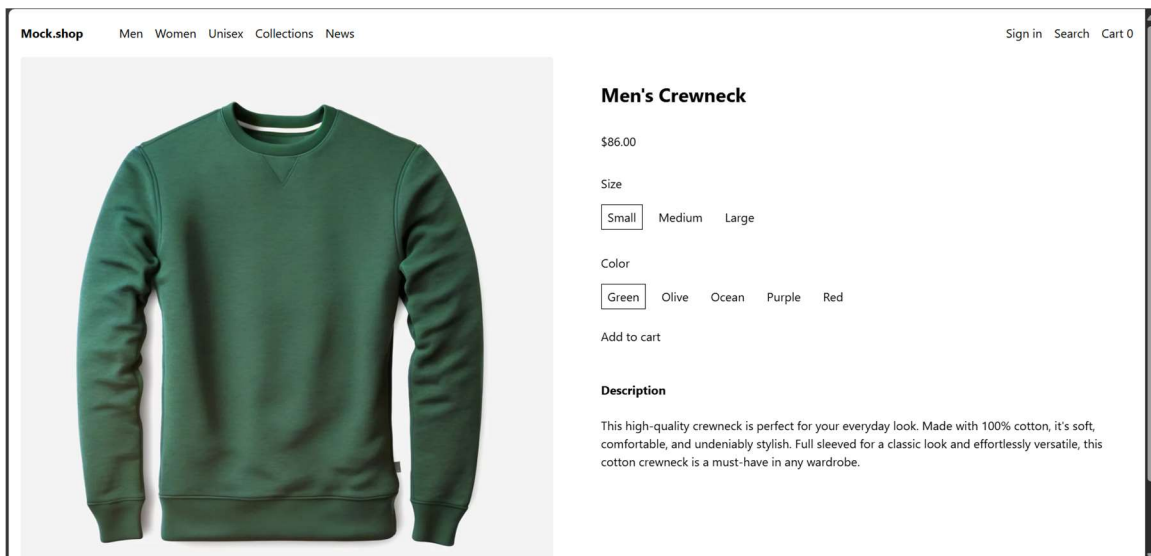 Mock.shop Men Women Unisex Collections News Sign in Search Cart 0
Men's Crewneck
$86.00
Size
Small Medium Large
Color
Green Olive Ocean Purple Red
Add to cart
Description
This high-quality crewneck is perfect for your everyday look. Made with 100% cotton, it's soft,
comfortable, and undeniably stylish. Full sleeved for a classic look and effortlessly versatile, this
cotton crewneck is a must-have in any wardrobe.